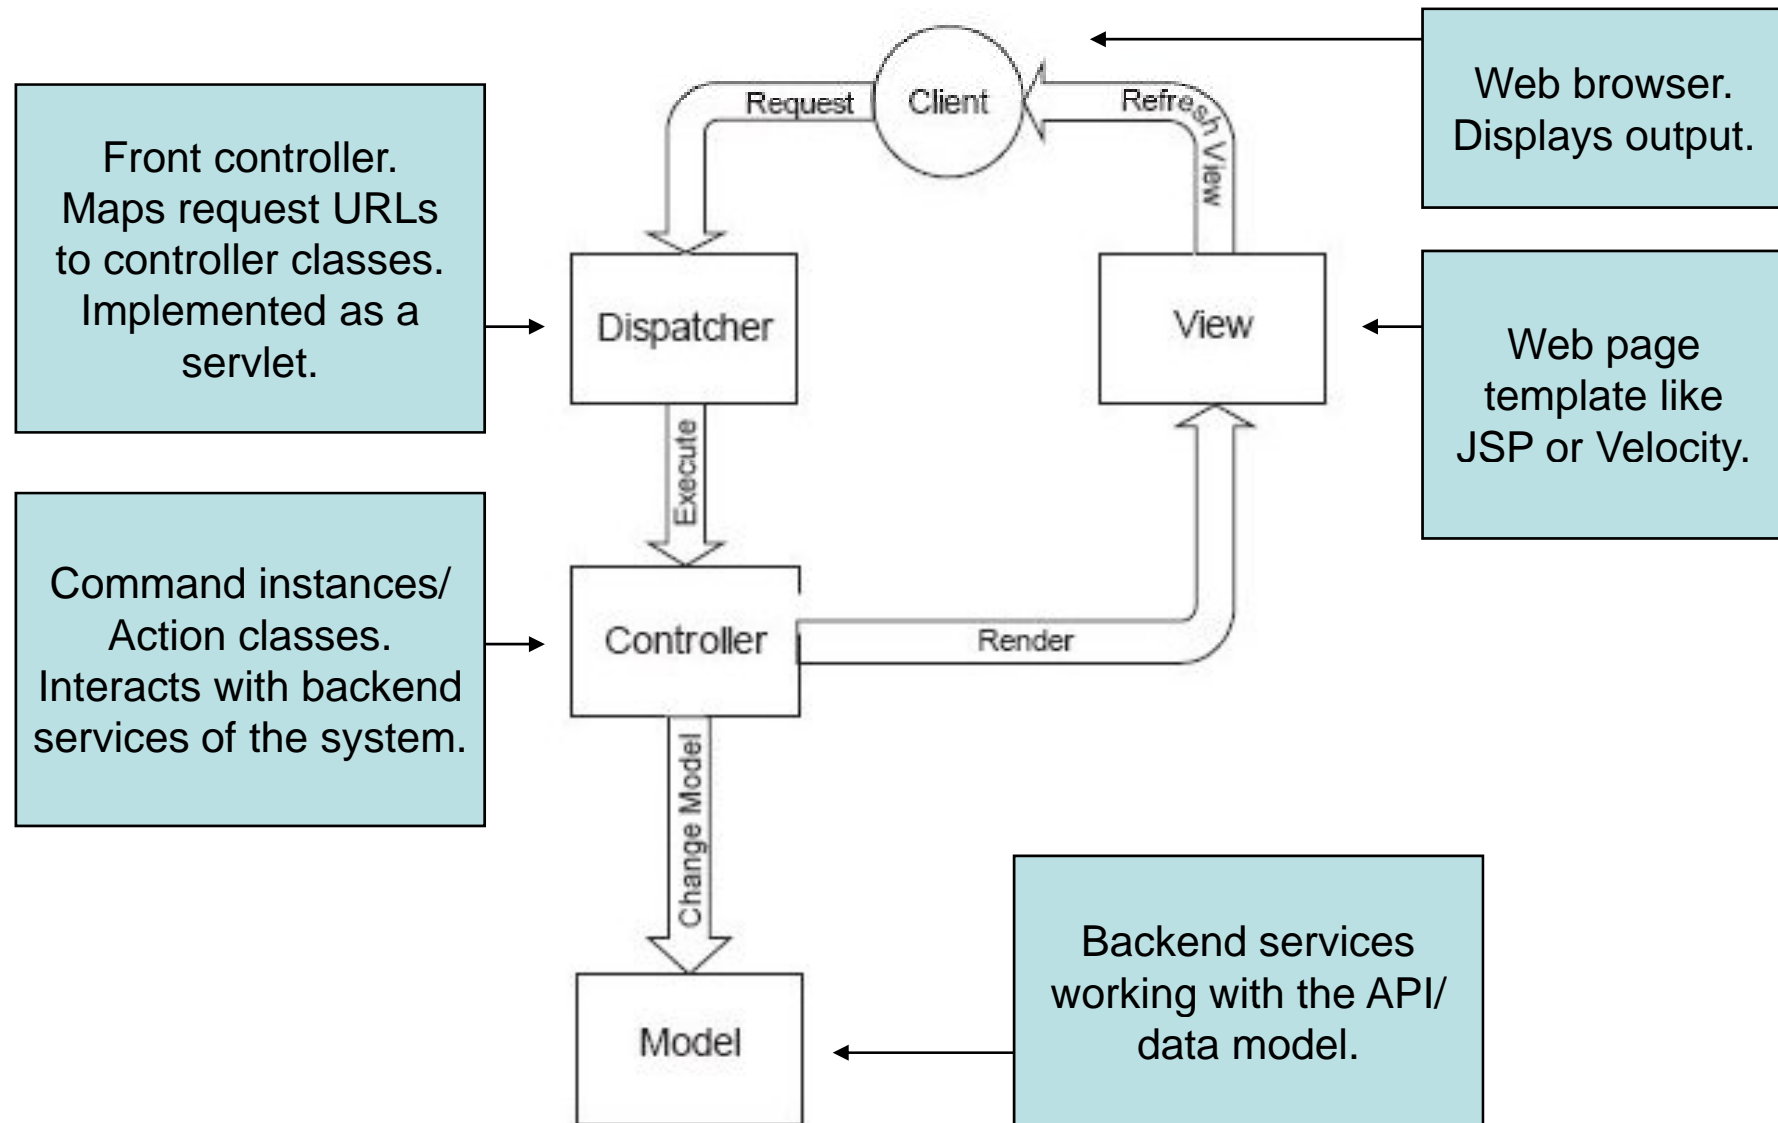 Web browser.
Displays output.
Request
Client
Refresh View
Front controller.
Maps request URLs
to controller classes.
Implemented as a
servlet.
Dispatcher
View
Web page
template like
JSP or Velocity.
Execute
Command instances/
Action classes.
Interacts with backend
services of the system.
Controller
Render
Change Model
Backend services
working with the API/
data model.
Model